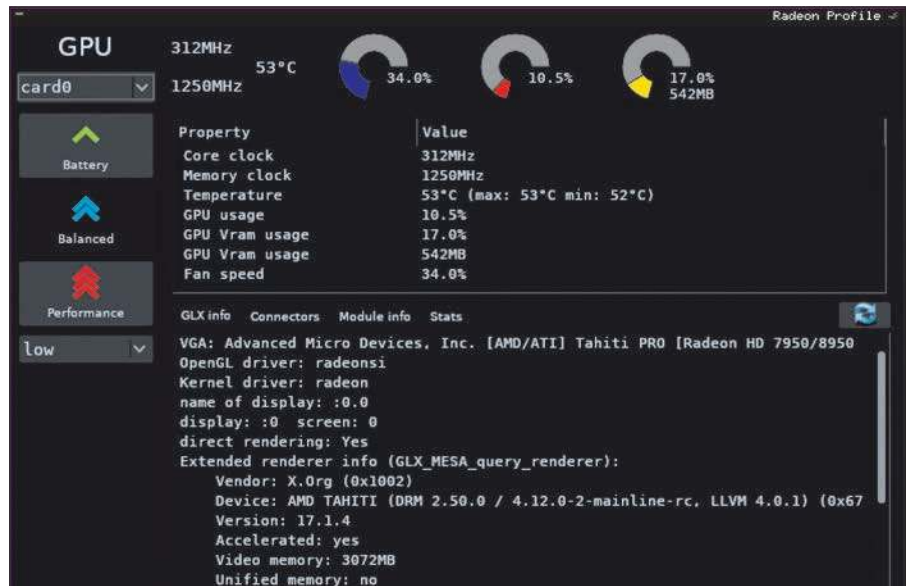 Radeon Profile
GPU
312MHz
53°C
1250MHz
34.0%
10.5%
17.0%
542MB
card0
Battery
Balanced
Performance
low
Property Value
Core clock 312MHz
Memory clock 1250MHz
Temperature 53°C (max: 53°C min: 52°C)
GPU usage 10.5%
GPU Vram usage 17.0%
GPU Vram usage 542MB
Fan speed 34.0%
GLX info Connectors Module info Stats
VGA: Advanced Micro Devices, Inc. [AMD/ATI] Tahiti PRO [Radeon HD 7950/8950
OpenGL driver: radeonsi
Kernel driver: radeon
name of display: :0.0
display: :0 screen: 0
direct rendering: Yes
Extended renderer info (GLX_MESA_query_renderer):
Vendor: X.Org (0x1002)
Device: AMD TAHITI (DRM 2.50.0 / 4.12.0-2-mainline-rc, LLVM 4.0.1) (0x67
Version: 17.1.4
Accelerated: yes
Video memory: 3072MB
Unified memory: no